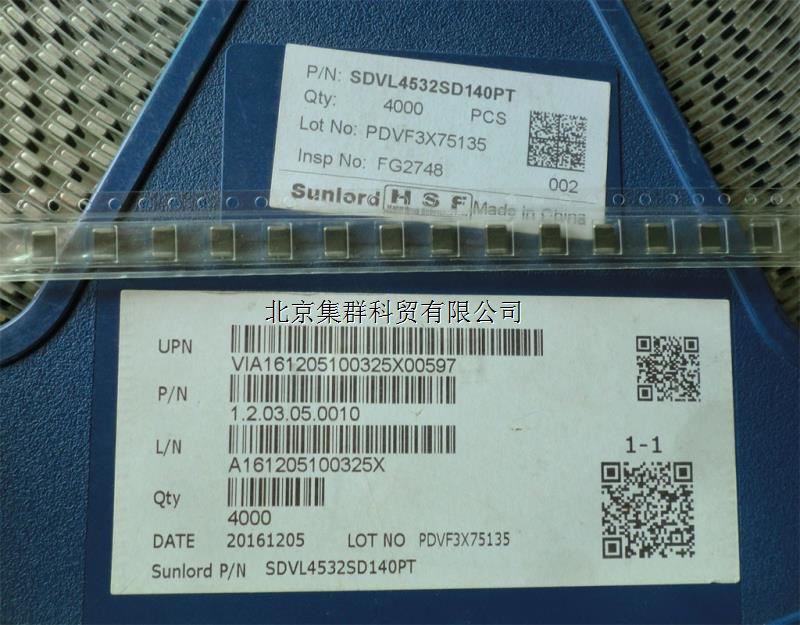 P/N: SDVL4532SD140PT
Qty: 4000 PCS
Lot No: PDVF3X75135
Insp No: FG2748
002
Sunlord HSF Made in China
北京集群科贸有限公司
UPN
VIA161205100325X00597
P/N
1.2.03.05.0010
L/N
A161205100325X
1-1
Qty
4000
DATE 20161205 LOT NO PDVF3X75135
Sunlord P/N SDVL4532SD140PT